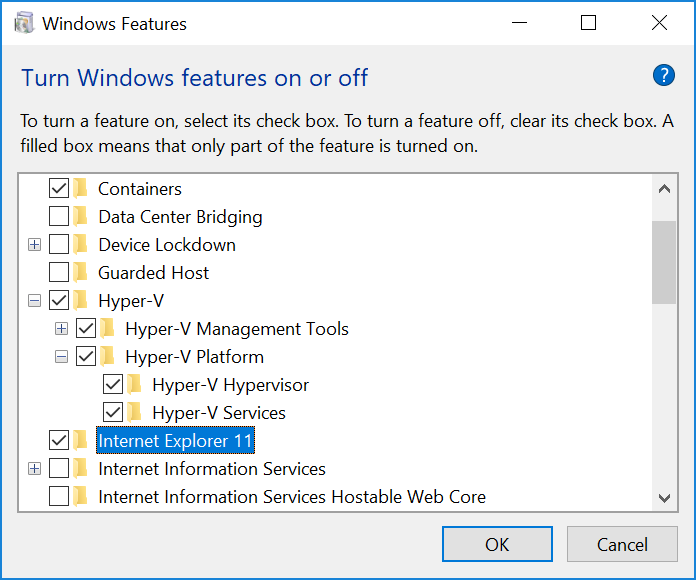 Windows Features
Turn Windows features on or off
?
To turn a feature on, select its check box. To turn a feature off, clear its check box. A
filled box means that only part of the feature is turned on.
Containers
Data Center Bridging
Device Lockdown
Guarded Host
Hyper-V
Hyper-V Management Tools
Hyper-V Platform
Hyper-V Hypervisor
Hyper-V Services
Internet Explorer 11
Internet Information Services
Internet Information Services Hostable Web Core
OK
Cancel